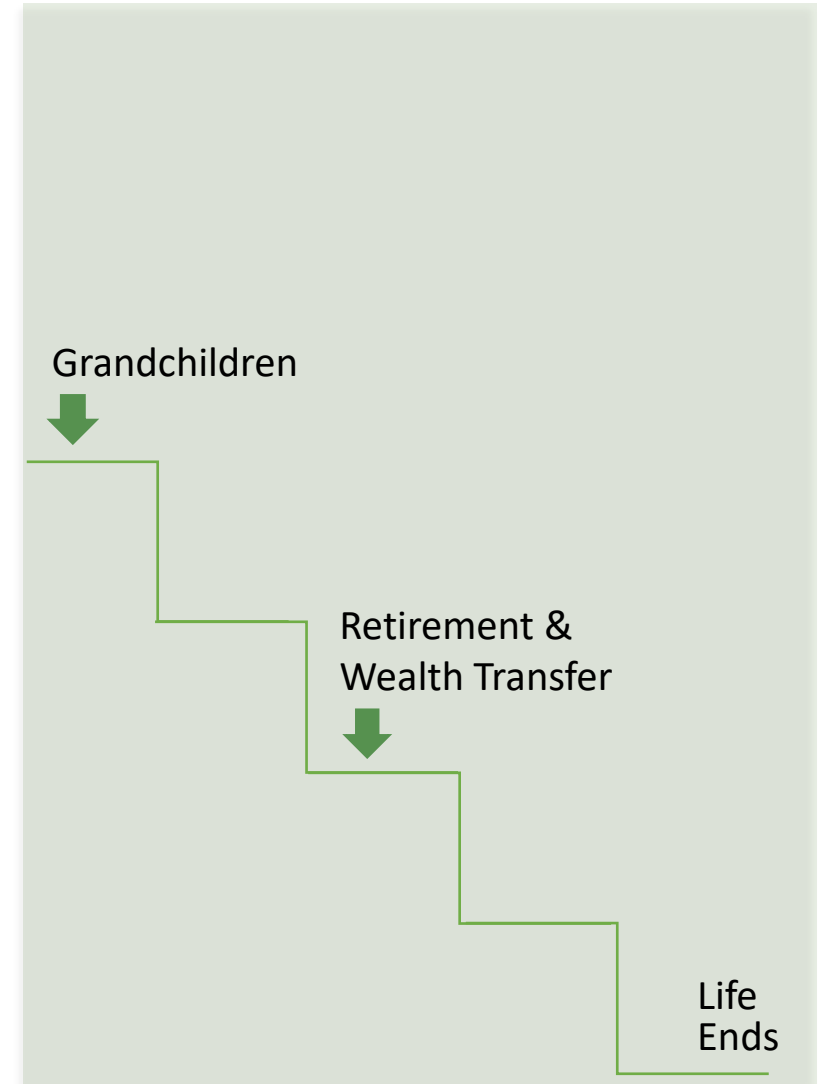 Grandchildren
Retirement &
Wealth Transfer
Life
Ends